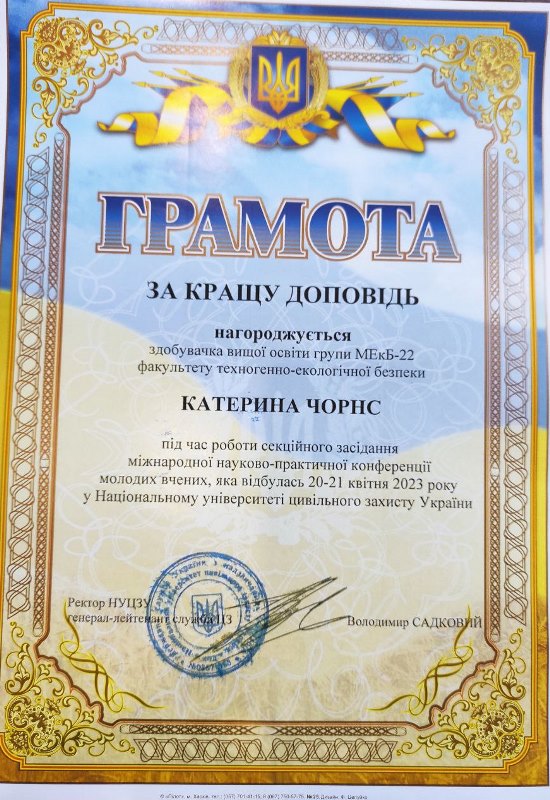 ГРАМОТА
ЗА КРАЩУ ДОПОВІДЬ
нагороджується
здобувачка вищої освіти групи МЕкБ-22
факультету техногенно-екологічної безпеки
КАТЕРИНА ЧОРНС
під час роботи секційного засідання
міжнародної науково-практичної конференції
молодих вчених, яка відбулась 20-21 квітня 2023 року
у Національному університеті цивільного захисту України
Ректор НУЦЗУ
генерал-лейтенант служби ЦЗ
Володимир САДКОВИЙ